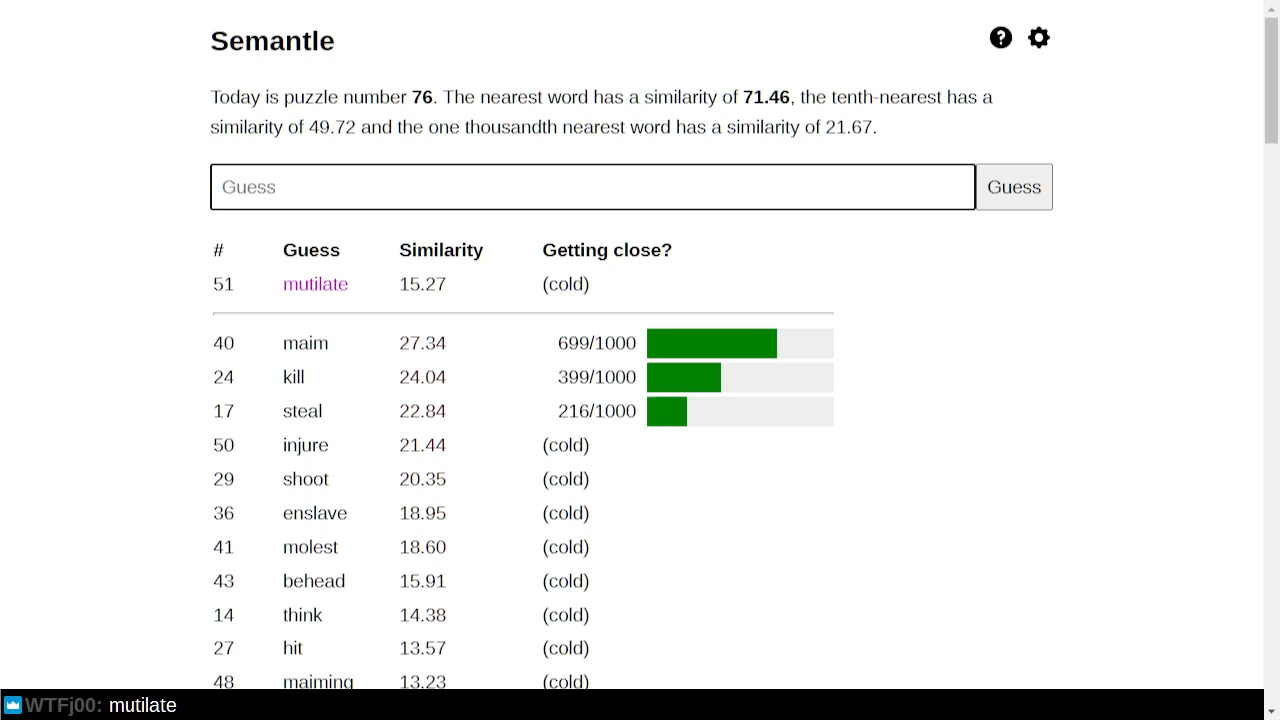 Semantle
Today is puzzle number 76. The nearest word has a similarity of 71.46, the tenth-nearest has a
similarity of 49.72 and the one thousandth nearest word has a similarity of 21.67.
Guess Guess
# Guess Similarity Getting close?
51 mutilate 15.27 (cold)
40 maim 27.34 699/1000
24 kill 24.04 399/1000
17 steal 22.84 216/1000
50 injure 21.44 (cold)
29 shoot 20.35 (cold)
36 enslave 18.95 (cold)
41 molest 18.60 (cold)
43 behead 15.91 (cold)
14 think 14.38 (cold)
27 hit 13.57 (cold)
48 maiming 13.23 (cold)
WTFj00: mutilate